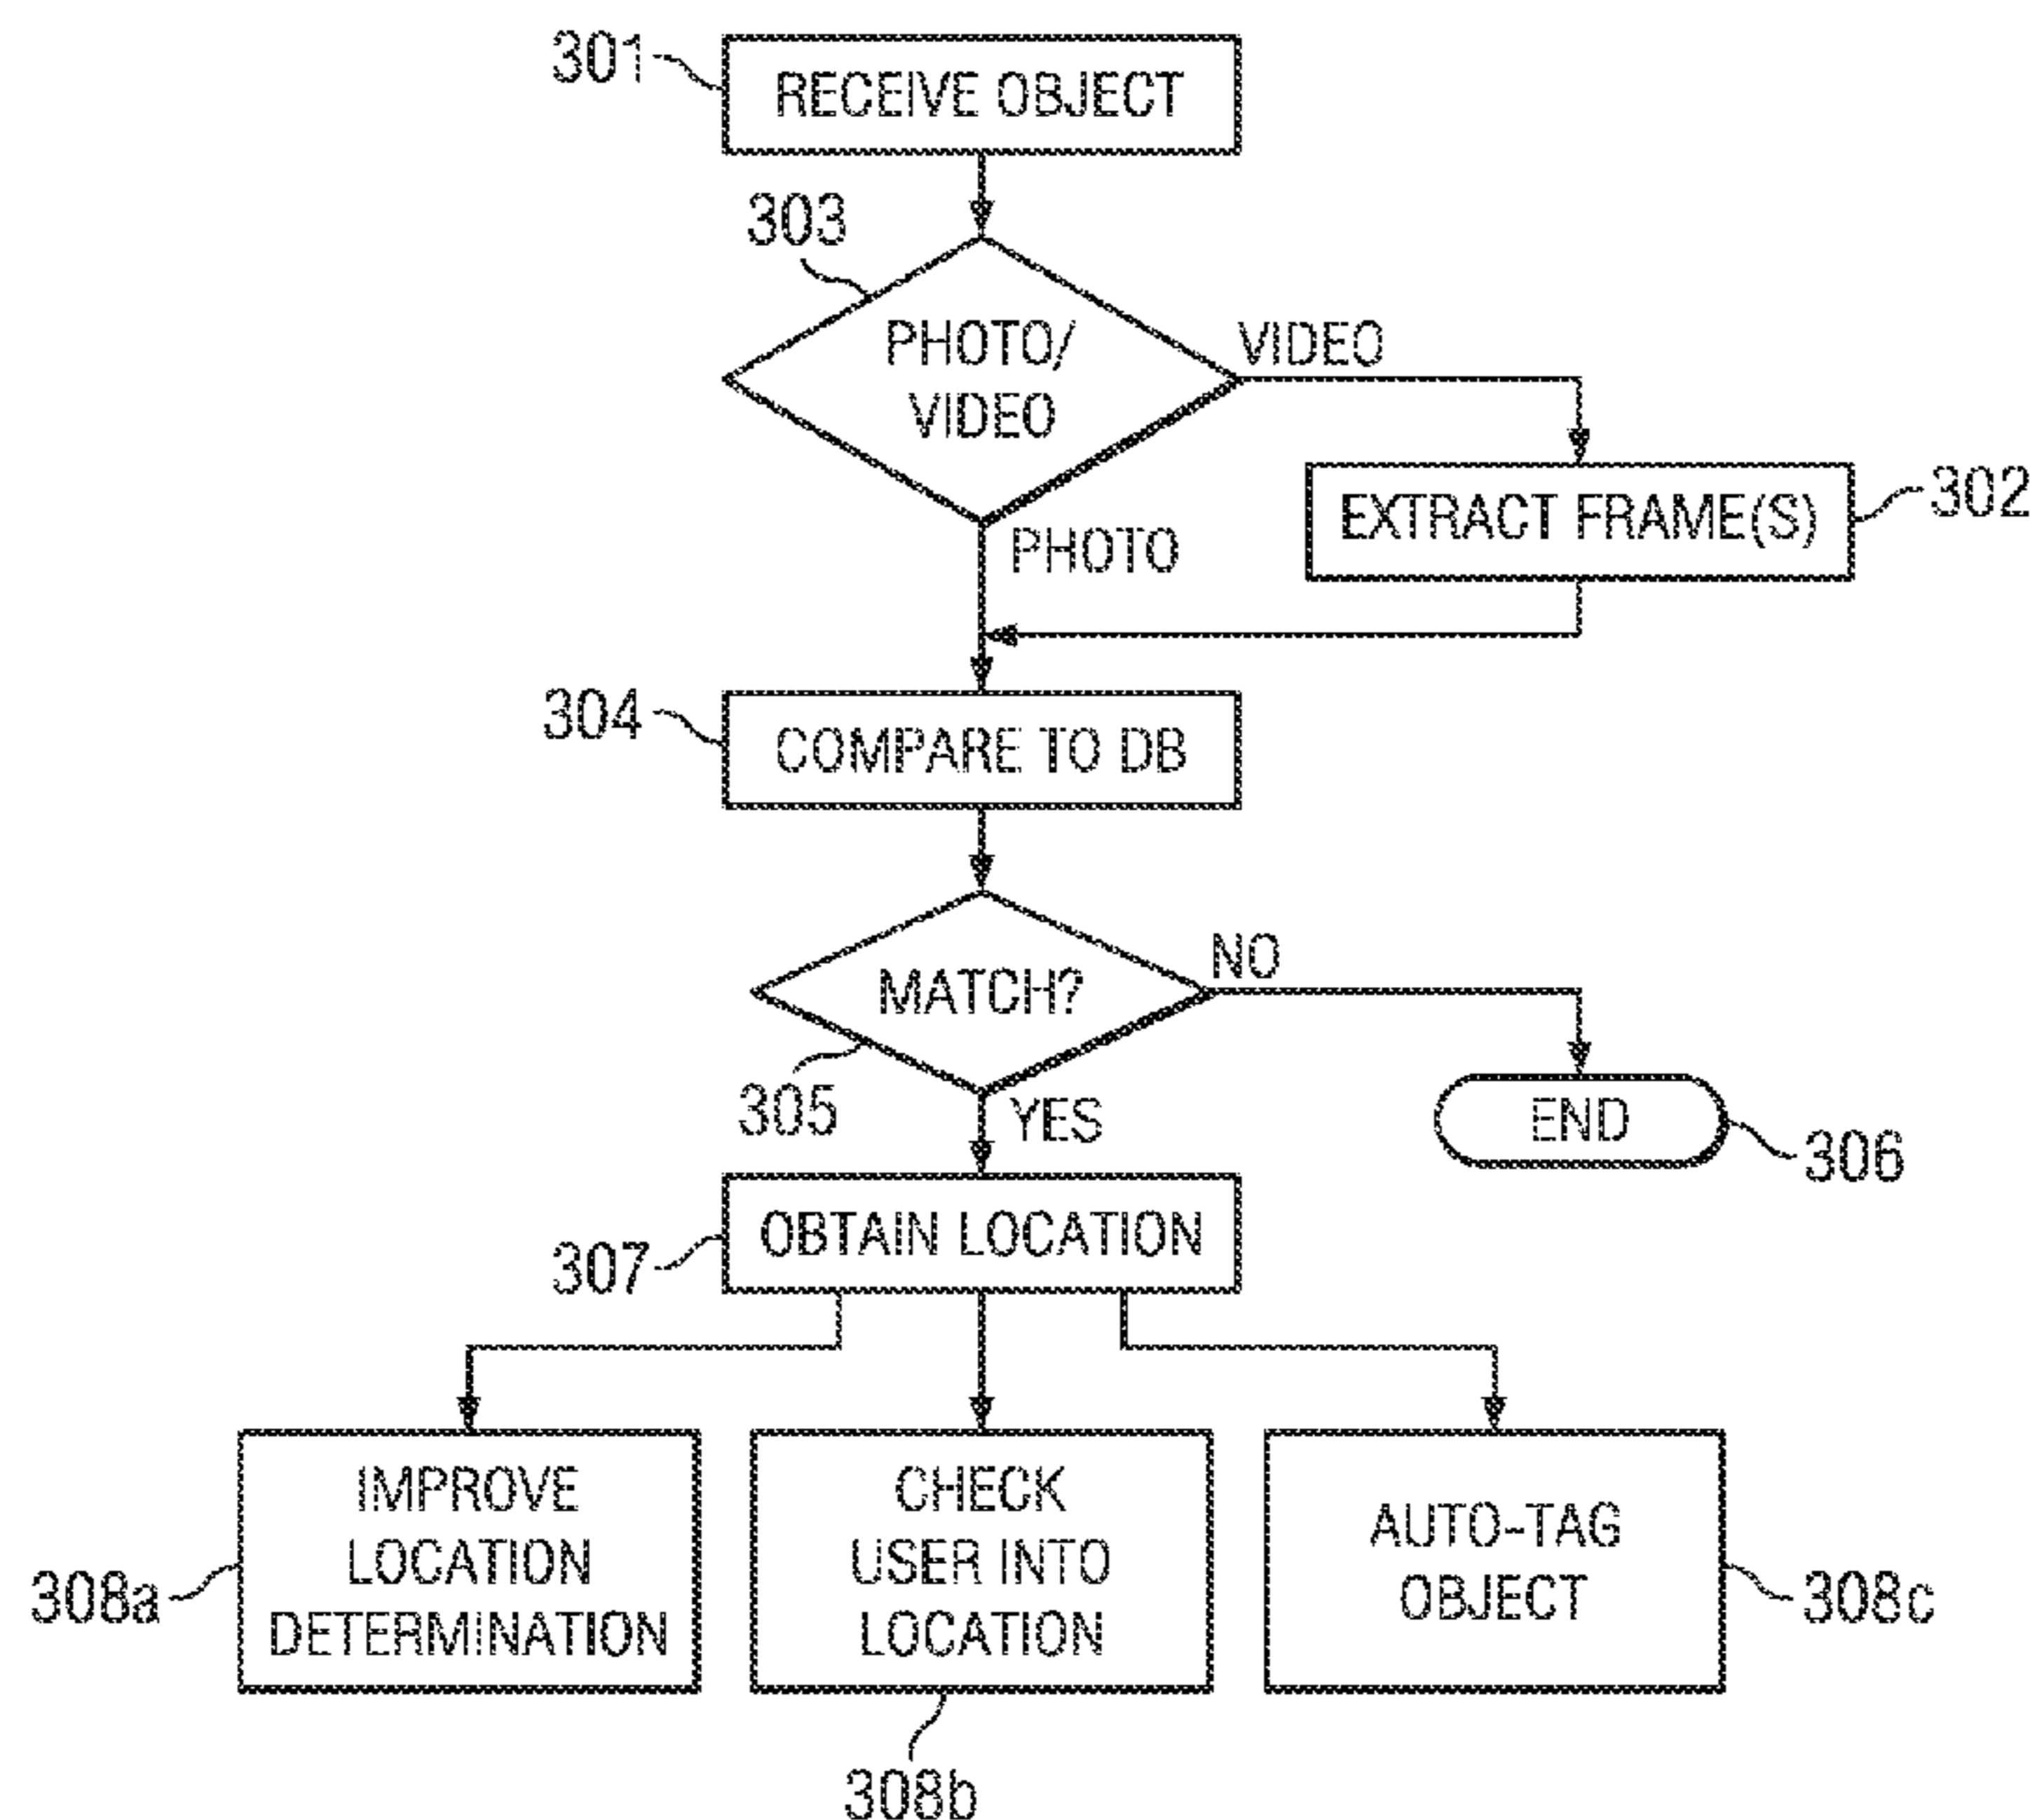 301
RECEIVE OBJECT
303
PHOTO/
VIDEO
VIDEO
PHOTO
EXTRACT FRAME(S)
302
304
COMPARE TO DB
MATCH?
NO
305
YES
END
306
307
OBTAIN LOCATION
308a
IMPROVE
LOCATION
DETERMINATION
CHECK
USER INTO
LOCATION
308b
AUTO-TAG
OBJECT
308c